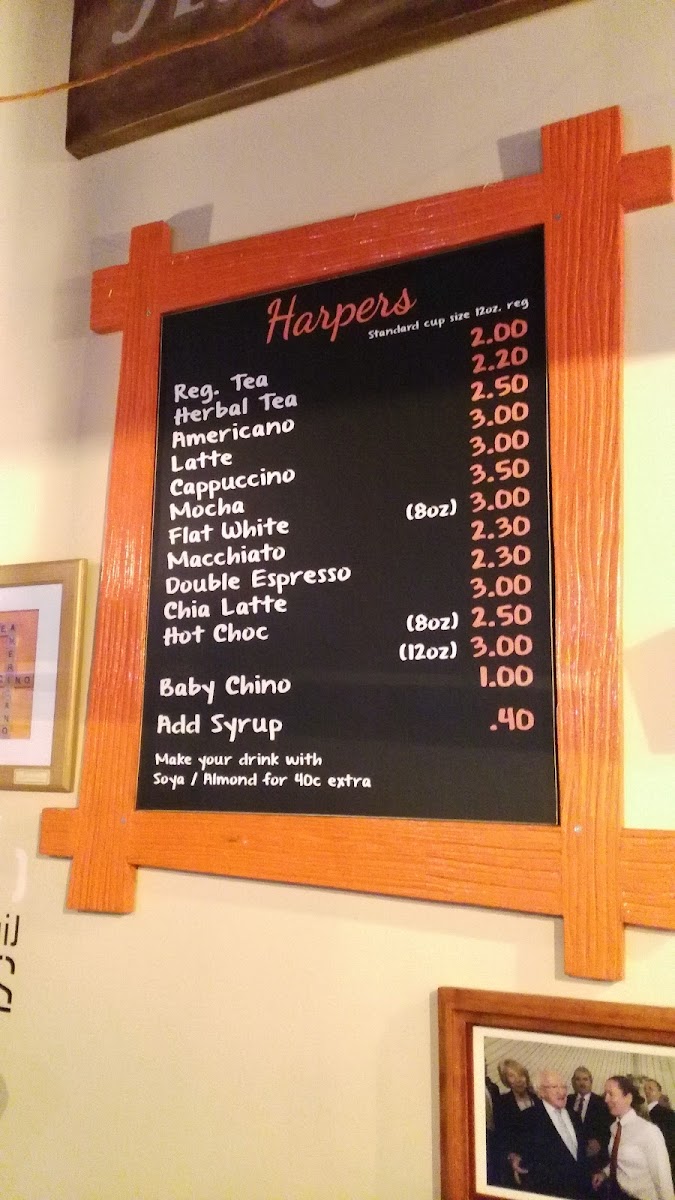 Harpers
Standard cup size 12oz. reg
Reg. Tea 2.00
Herbal Tea 2.20
Americano 2.50
Latte 3.00
Cappuccino 3.00
Mocha 3.50
Flat White (8oz) 3.00
Macchiato 2.30
Double Espresso 2.30
Chia Latte 3.00
Hot Choc (8oz) 2.50
(12oz) 3.00
Baby Chino 1.00
Add Syrup .40
Make your drink with
Soya / Almond for 40c extra